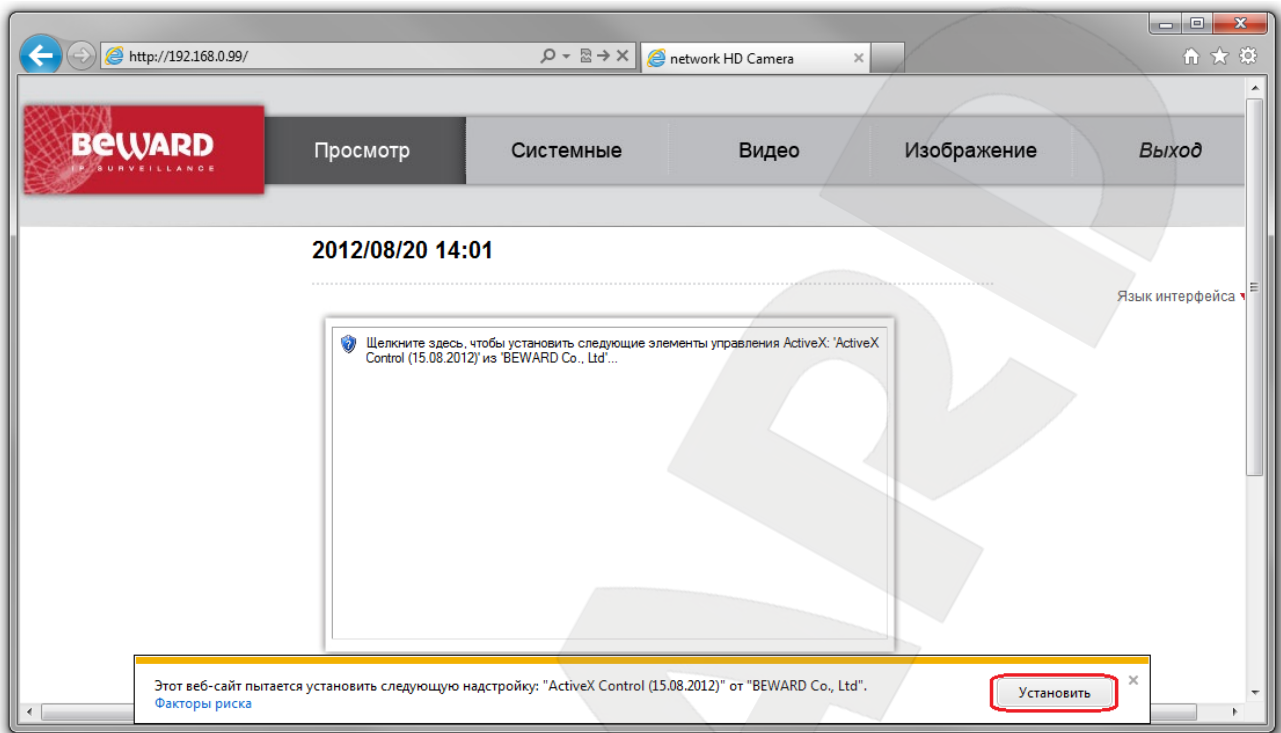 http://192.168.0.99/
network HD Camera
BEWARD
IP SURVEILLANCE
Просмотр
Системные
Видео
Изображение
Выход
2012/08/20 14:01
Язык интерфейса
Щелкните здесь, чтобы установить следующие элементы управления ActiveX: 'ActiveX
Control (15.08.2012)' из 'BEWARD Co., Ltd'...
Этот веб-сайт пытается установить следующую надстройку: "ActiveX Control (15.08.2012)" от "BEWARD Co., Ltd".
Факторы риска
Установить